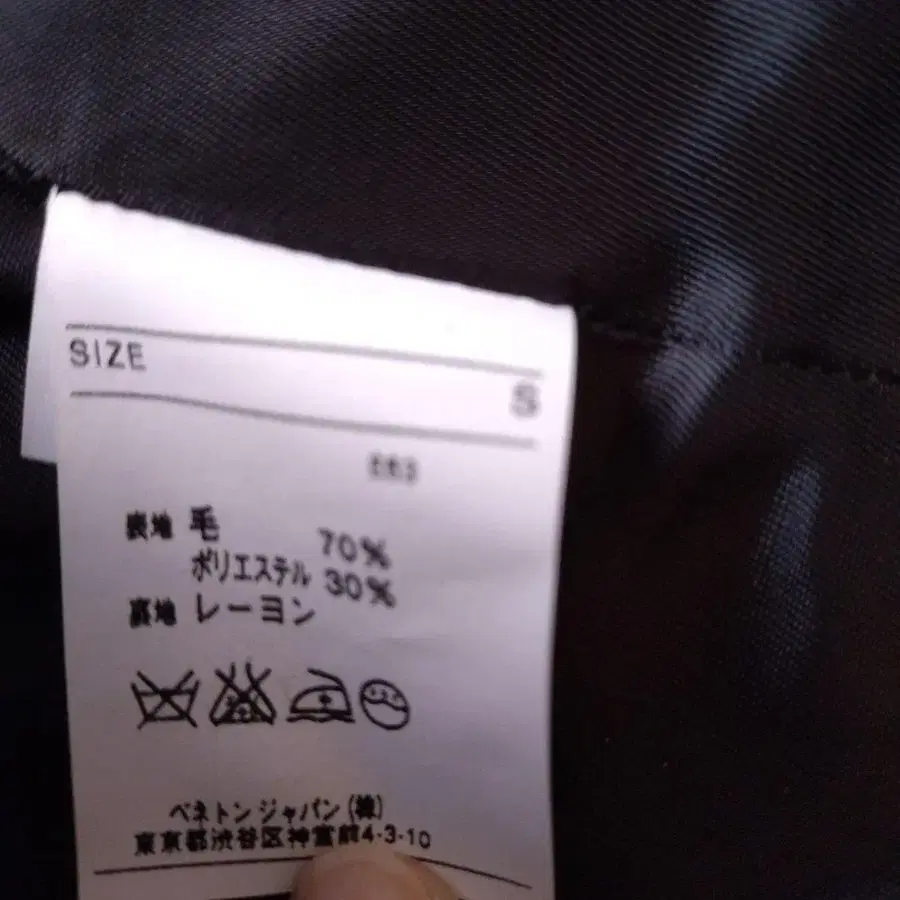 SIZE S
表地 毛 70%
ポリエステル 30%
裏地 レーヨン
ベネトンジャパン(株)
東京都渋谷区神宮前4-3-10